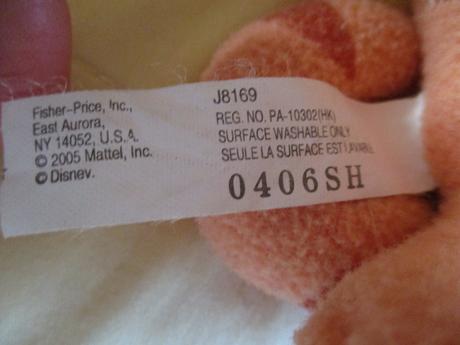 Fisher-Price, Inc.,
East Aurora,
NY 14052, U.S.A.
© 2005 Mattel, Inc.
© Disney.
J8169
REG. NO. PA-10302(HK)
SURFACE WASHABLE ONLY
SEULE LA SURFACE EST LAVABLE
0406SH